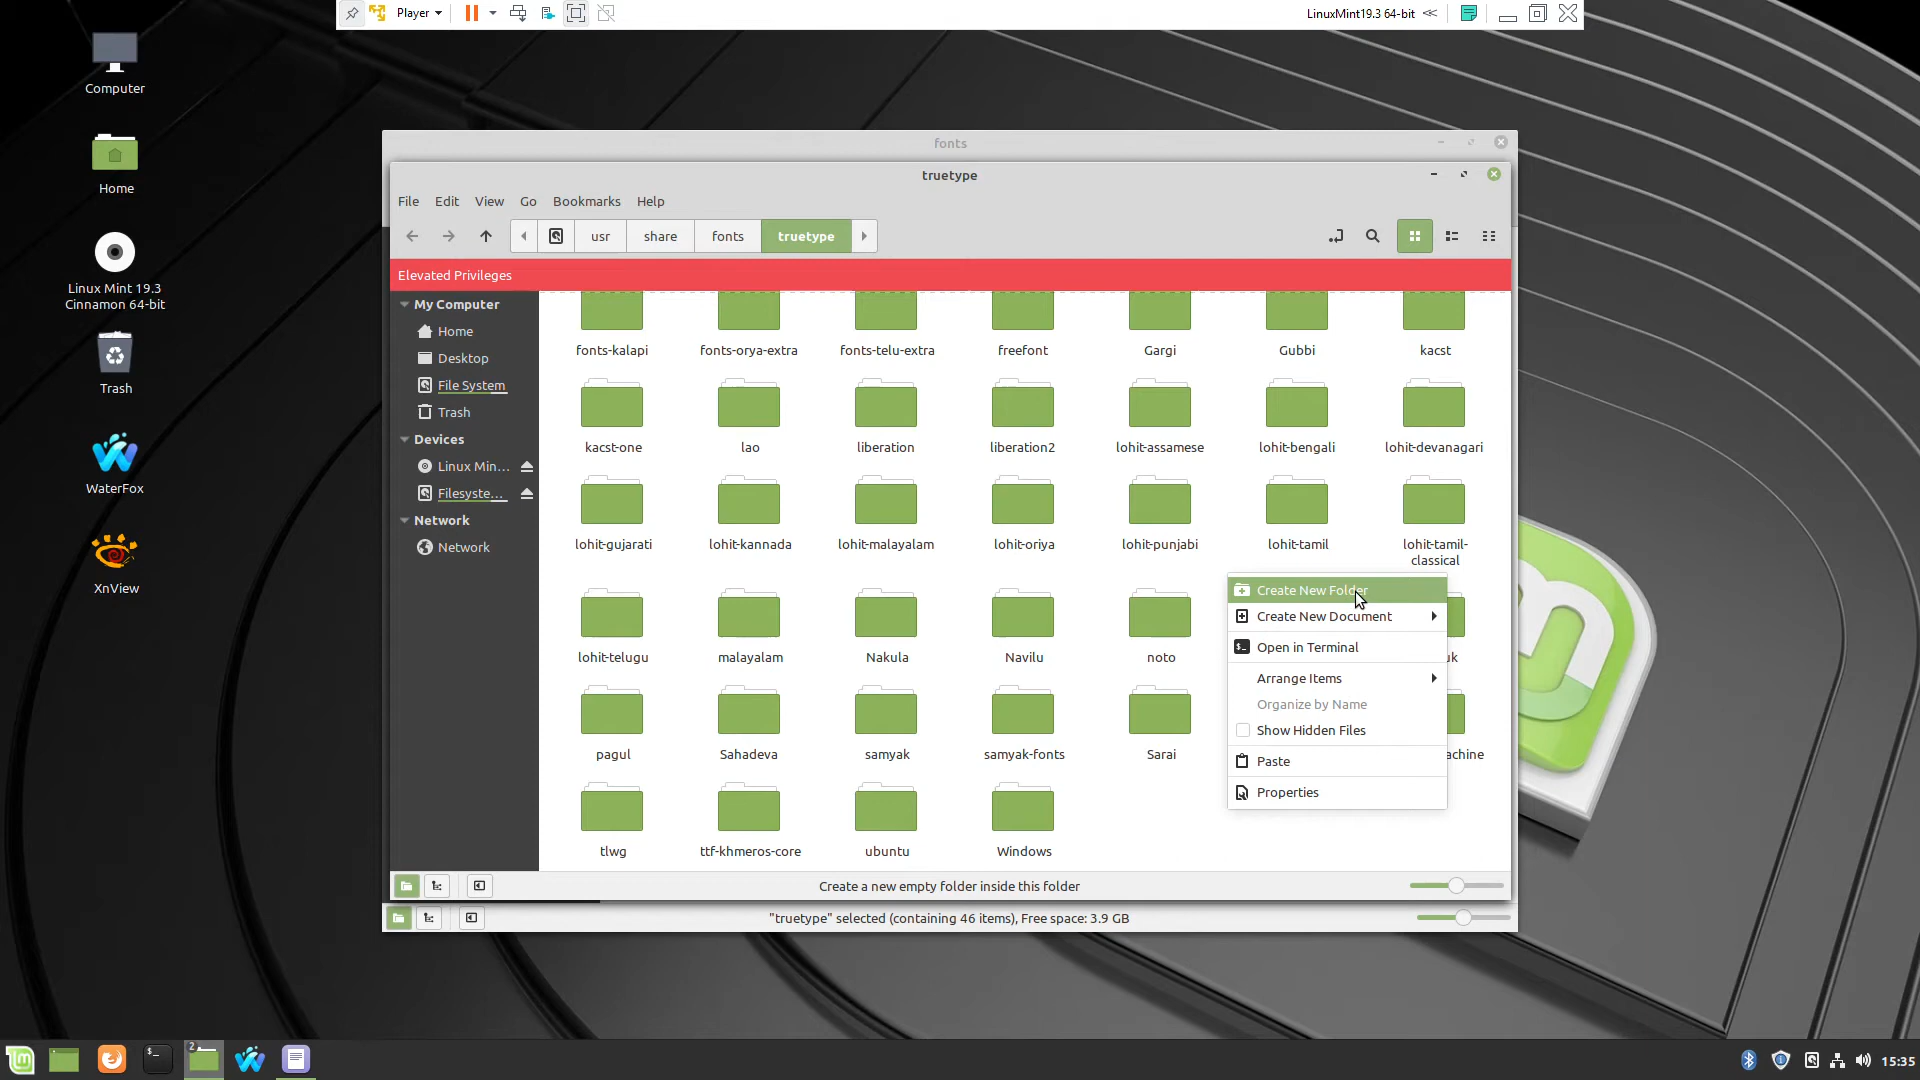 Player
LinuxMint19.3 64-bit
Computer
Home
Linux Mint 19.3
Cinnamon 64-bit
Trash
WaterFox
XnView
fonts
truetype
File Edit View Go Bookmarks Help
usr share fonts truetype
Elevated Privileges
My Computer
Home
Desktop
File System
Trash
Devices
Linux Min...
Filesyste...
Network
Network
fonts-kalapi fonts-orya-extra fonts-telu-extra freefont Gargi Gubbi kacst
kacst-one lao liberation liberation2 lohit-assamese lohit-bengali lohit-devanagari
lohit-gujarati lohit-kannada lohit-malayalam lohit-oriya lohit-punjabi lohit-tamil lohit-tamil-
classical
lohit-telugu malayalam Nakula Navilu noto
pagul Sahadeva samyak samyak-fonts Sarai achine
tlwg ttf-khmeros-core ubuntu Windows
Create New Folder
Create New Document
Open in Terminal
Arrange Items
Organize by Name
Show Hidden Files
Paste
Properties
Create a new empty folder inside this folder
"truetype" selected (containing 46 items), Free space: 3.9 GB
2
15:35